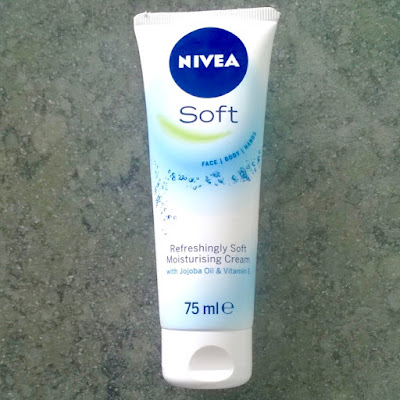 NIVEA
Soft
FACE | BODY | HANDS
Refreshingly Soft
Moisturising Cream
with Jojoba Oil & Vitamin E
75 ml ℮